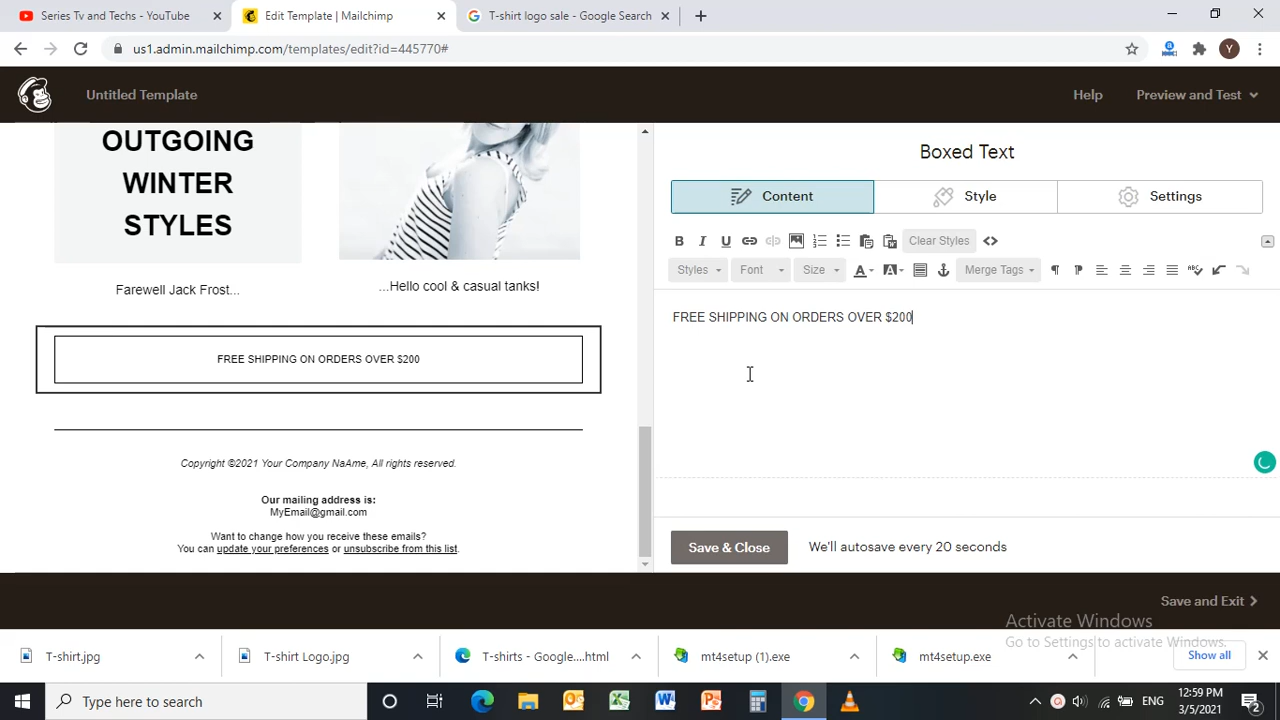 Series Tv and Techs - YouTube
Edit Template | Mailchimp
T-shirt logo sale - Google Search
us1.admin.mailchimp.com/templates/edit?id=445770#
Y
Untitled Template
Help
Preview and Test
OUTGOING
WINTER
STYLES
Farewell Jack Frost...
...Hello cool & casual tanks!
FREE SHIPPING ON ORDERS OVER $200
Copyright ©2021 Your Company NaAme, All rights reserved.
Our mailing address is:
MyEmail@gmail.com
Want to change how you receive these emails?
You can update your preferences or unsubscribe from this list.
Boxed Text
Content
Style
Settings
B I U
Clear Styles
Styles
Font
Size
A
A
Merge Tags
FREE SHIPPING ON ORDERS OVER $200
Save & Close
We'll autosave every 20 seconds
Save and Exit
Activate Windows
Go to Settings to activate Windows.
T-shirt.jpg
T-shirt Logo.jpg
T-shirts - Google....html
mt4setup (1).exe
mt4setup.exe
Show all
Type here to search
ENG
12:59 PM
3/5/2021
2